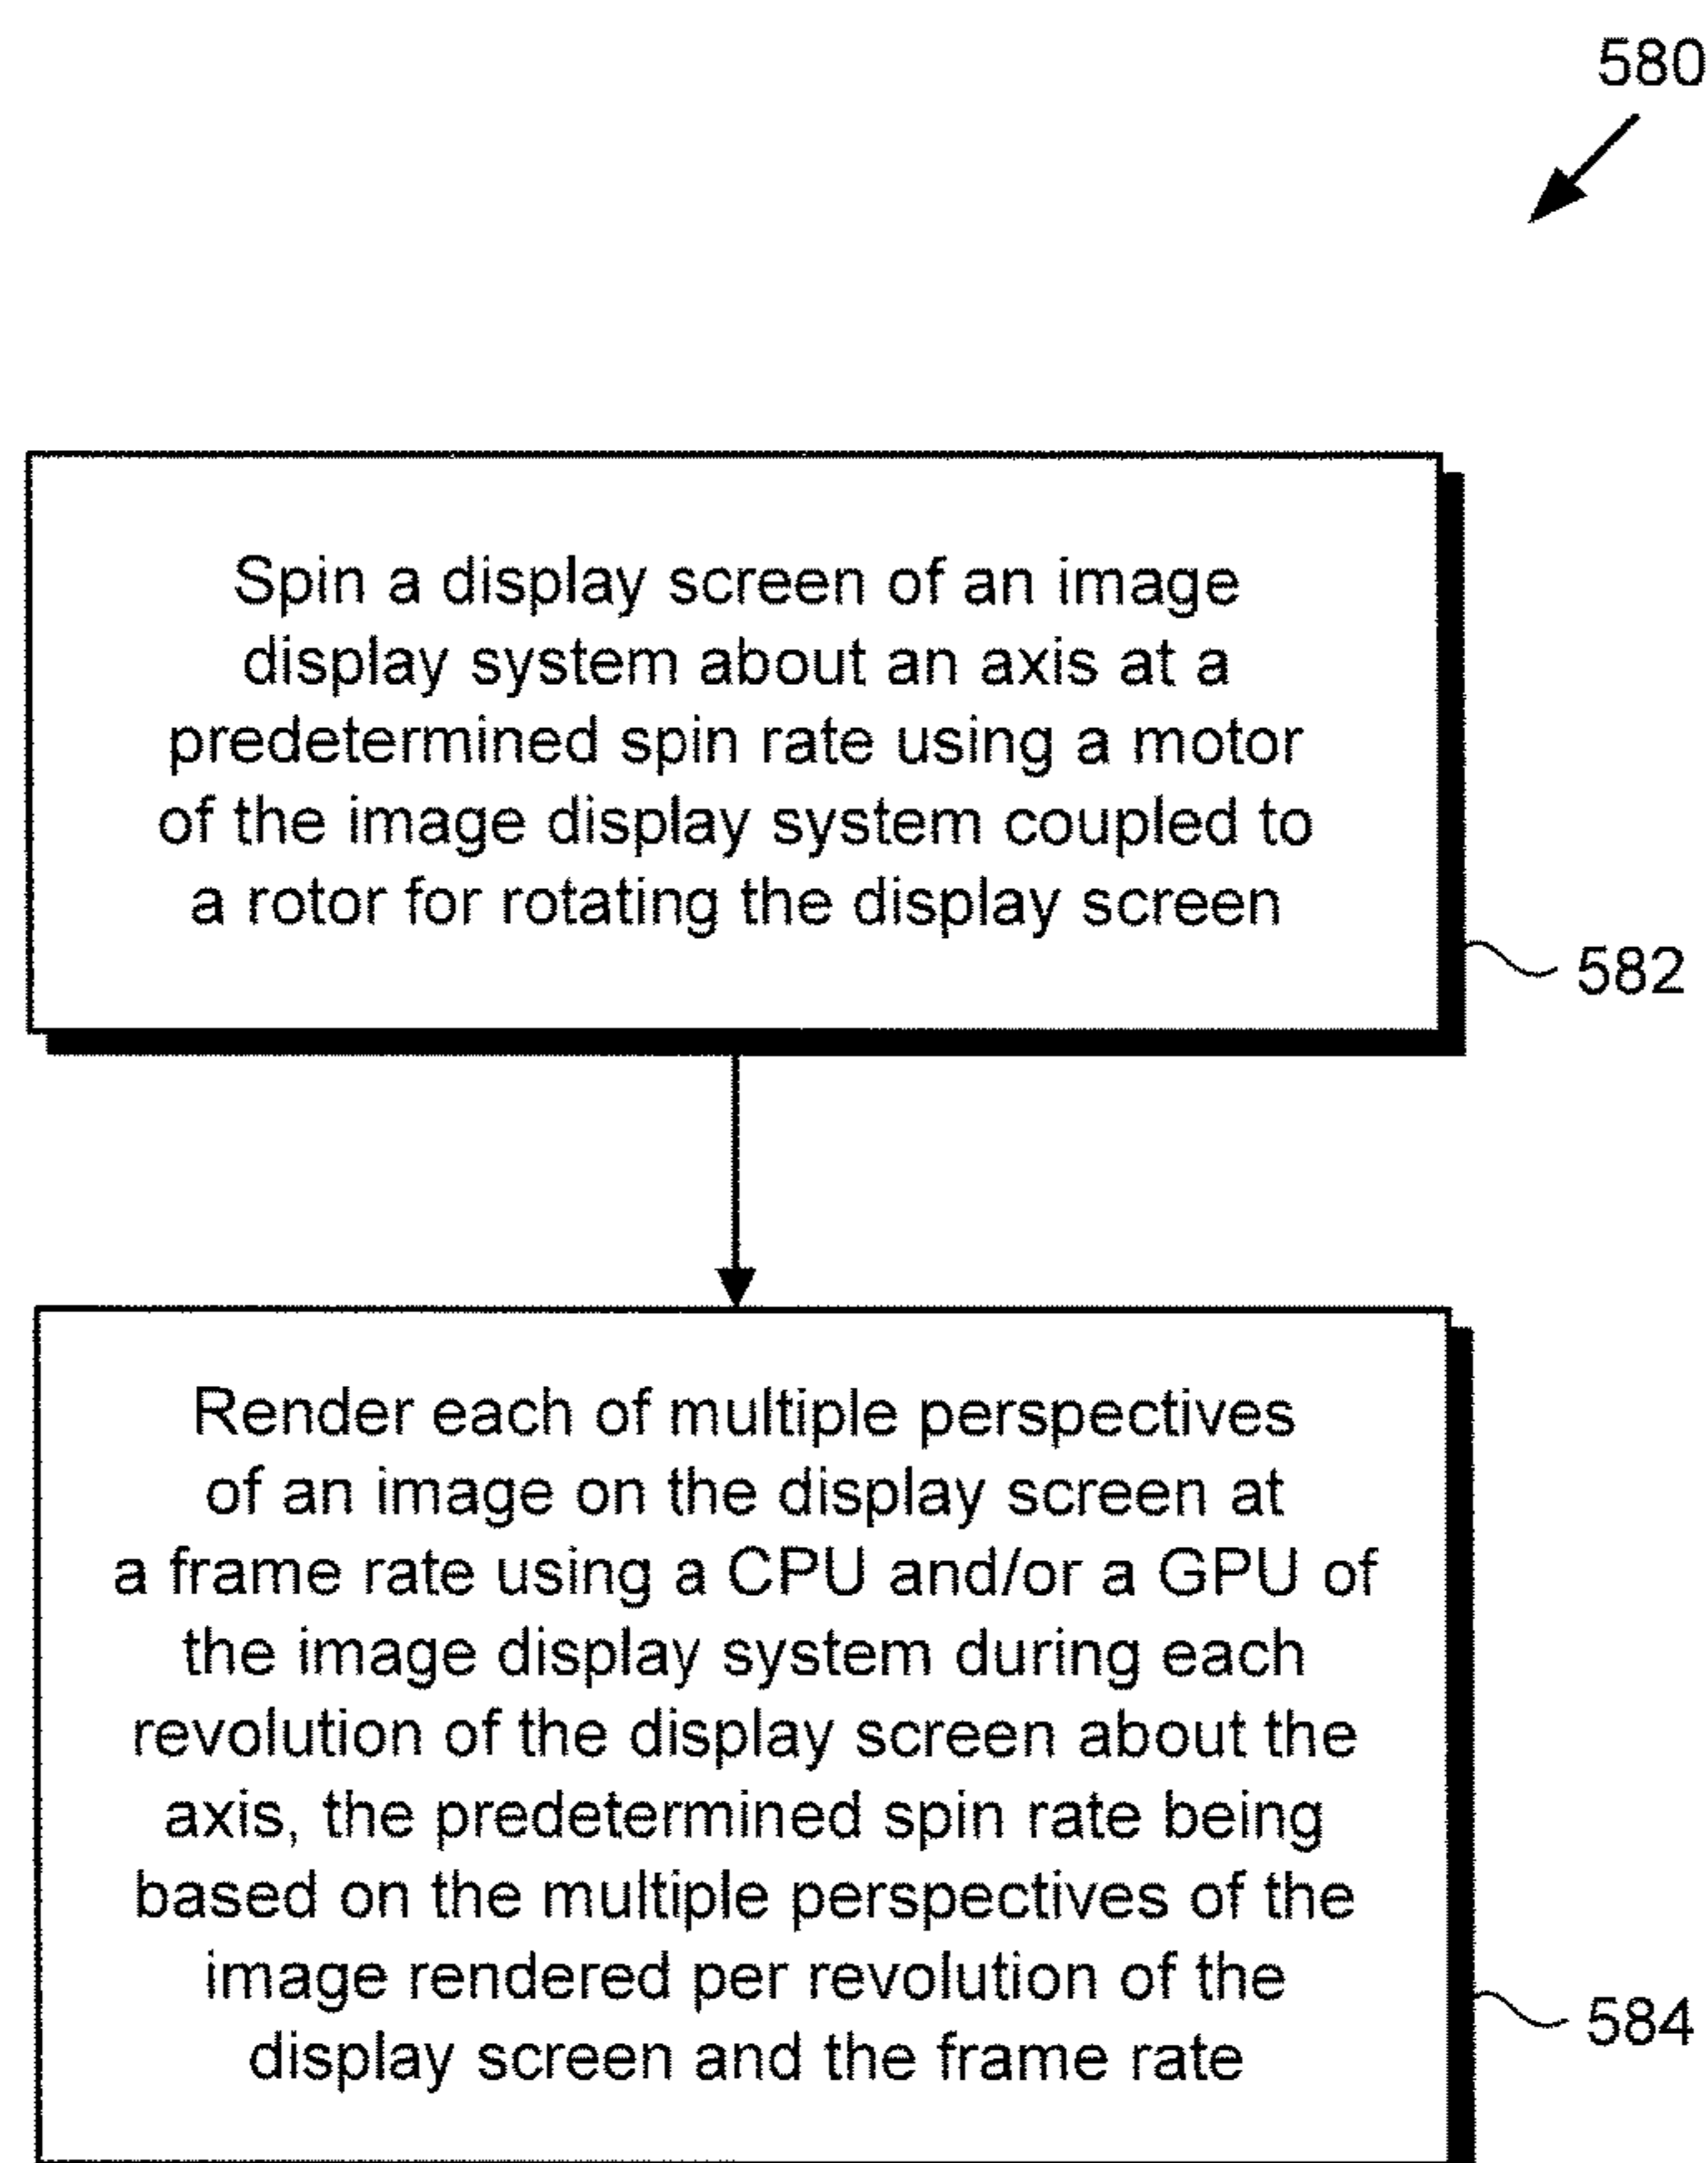 580
Spin a display screen of an image
display system about an axis at a
predetermined spin rate using a motor
of the image display system coupled to
a rotor for rotating the display screen
582
Render each of multiple perspectives
of an image on the display screen at
a frame rate using a CPU and/or a GPU of
the image display system during each
revolution of the display screen about the
axis, the predetermined spin rate being
based on the multiple perspectives of the
image rendered per revolution of the
display screen and the frame rate
584